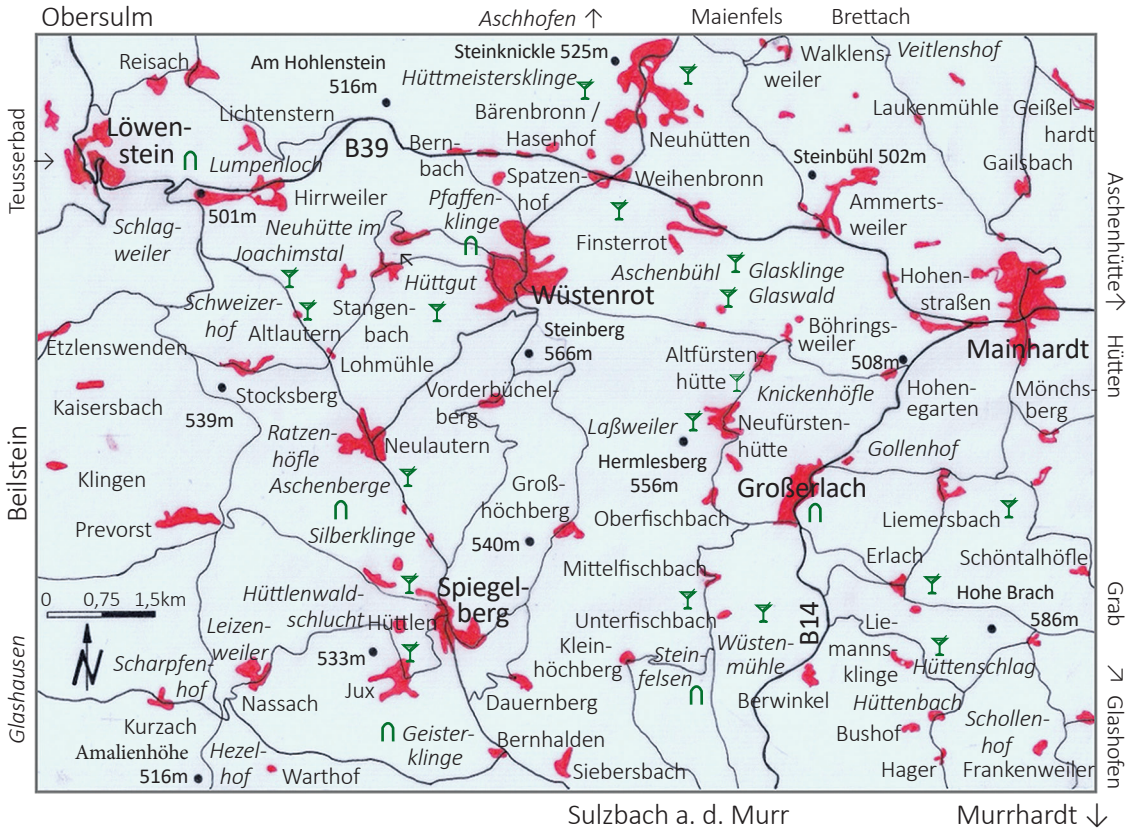 Obersulm
Aschhofen ↑
Maienfels
Brettach
Reisach
Am Hohlenstein
516m
Steinknickle 525m
Hüttmeistersklinge
Walklens-
weiler
Veitlenshof
Lichtenstern
Bärenbronn /
Hasenhof
Neuhütten
Laukenmühle
Geißel-
hardt
Löwen-
stein
B39
Bern-
bach
Gailsbach
Teusserbad
→
Lumpenloch
Spatzen-
hof
Weihenbronn
Steinbühl 502m
501m
Hirrweiler
Pfaffen-
klinge
Ammerts-
weiler
Aschenhütte ↑
Schlag-
weiler
Neuhütte im
Joachimstal
Finsterrot
Hüttgut
Aschenbühl
Glasklinge
Glaswald
Hohen-
straßen
Schweizer-
hof
Altlautern
Stangen-
bach
Wüstenrot
Etzlenswenden
Lohmühle
Steinberg
566m
Altfürsten-
hütte
Böhrings-
weiler
508m
Mainhardt
Hütten
Kaisersbach
Stocksberg
539m
Vorderbüchel-
berg
Knickenhöfle
Hohen-
egarten
Mönchs-
berg
Ratzen-
höfle
Neulautern
Laßweiler
Neufürsten-
hütte
Gollenhof
Klingen
Aschenberge
Groß-
höchberg
Hermlesberg
556m
Großerlach
Beilstein
Prevorst
Silberklinge
540m
Oberfischbach
Liemersbach
Mittelfischbach
Erlach
Schöntalhöfle
0 0,75 1,5km
Hüttlenwald-
schlucht
Hüttlen
Spiegel-
berg
Unterfischbach
B14
Hohe Brach
586m
Grab
N
Leizen-
weiler
533m
Klein-
höchberg
Stein-
felsen
Wüsten-
mühle
Lie-
manns-
klinge
Hüttenschlag
Glashausen
Scharpfen-
hof
Nassach
Jux
Dauernberg
Berwinkel
Hüttenbach
↗ Glashofen
Kurzach
Amalienhöhe
516m
Hezel-
hof
Warthof
Geister-
klinge
Bernhalden
Siebersbach
Bushof
Hager
Schollen-
hof
Frankenweiler
Sulzbach a. d. Murr
Murrhardt ↓